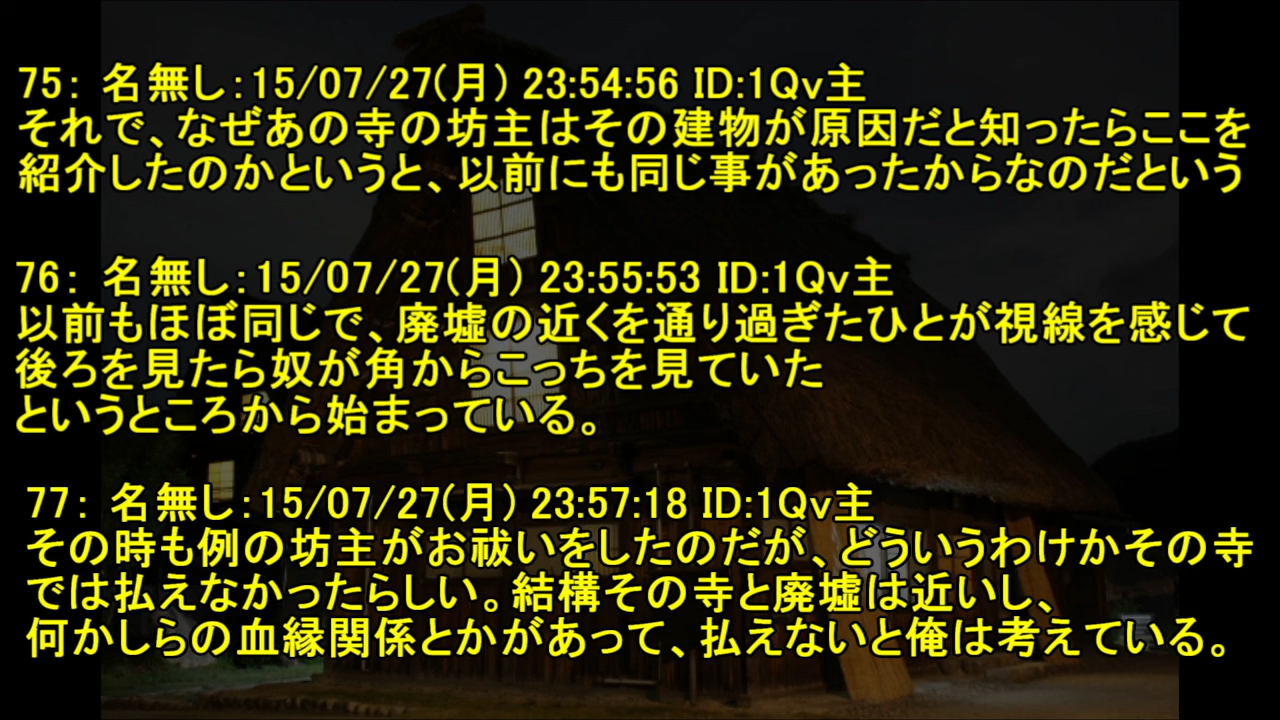 75： 名無し：15/07/27(月) 23:54:56 ID:1Qv主
それで、なぜあの寺の坊主はその建物が原因だと知ったらここを
紹介したのかというと、以前にも同じ事があったからなのだという
76： 名無し：15/07/27(月) 23:55:53 ID:1Qv主
以前もほぼ同じで、廃墟の近くを通り過ぎたひとが視線を感じて
後ろを見たら奴が角からこっちを見ていた
というところから始まっている。
77： 名無し：15/07/27(月) 23:57:18 ID:1Qv主
その時も例の坊主がお祓いをしたのだが、どういうわけかその寺
では払えなかったらしい。結構その寺と廃墟は近いし、
何かしらの血縁関係とかがあって、払えないと俺は考えている。